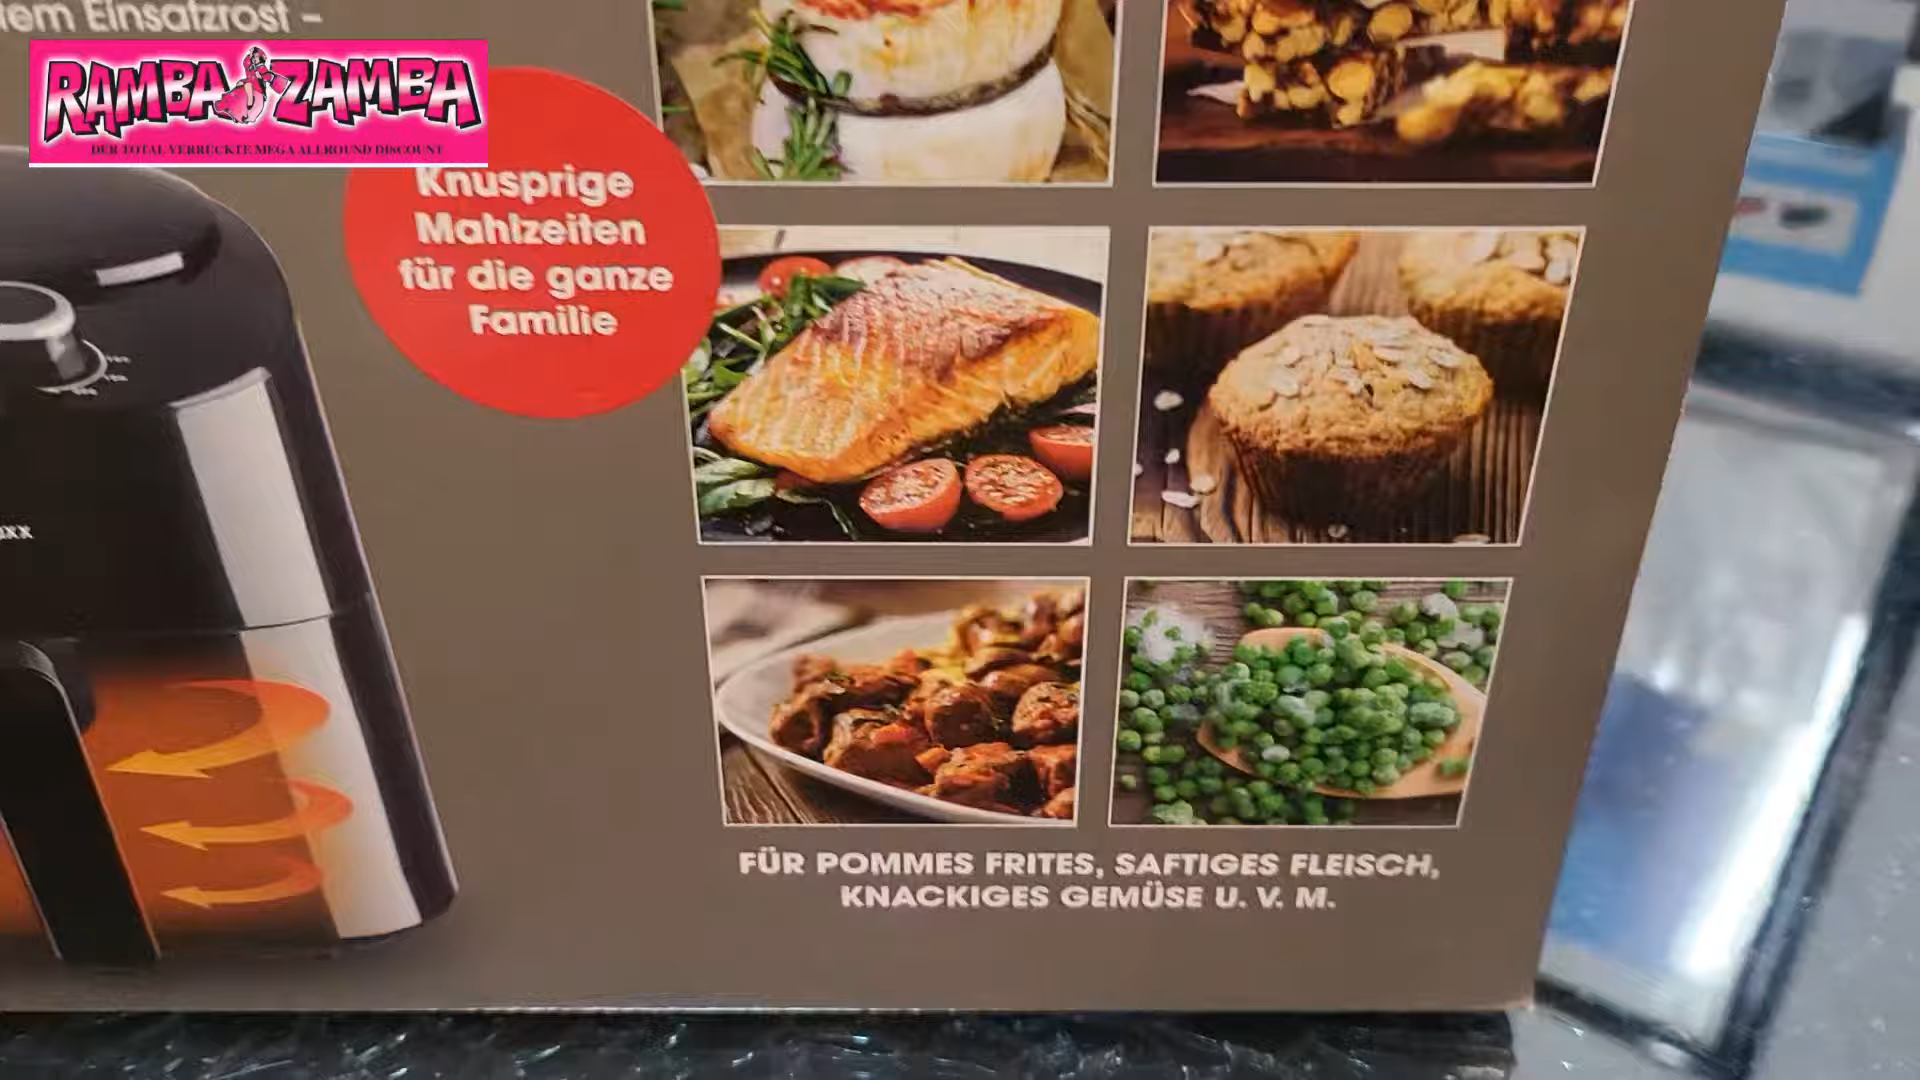 tem Einsatzrost –
RAMBA ZAMBA
DER TOTAL VERRÜCKTE MEGA ALLROUND DISCOUNT
Knusprige
Mahlzeiten
für die ganze
Familie
FÜR POMMES FRITES, SAFTIGES FLEISCH,
KNACKIGES GEMÜSE U. V. M.